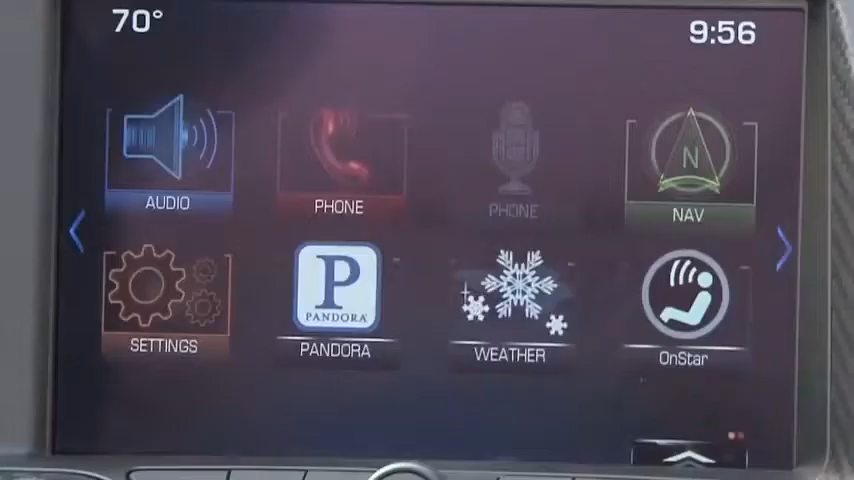 70°
9:56
AUDIO
PHONE
PHONE
N
NAV
P
PANDORA
SETTINGS
PANDORA
WEATHER
OnStar